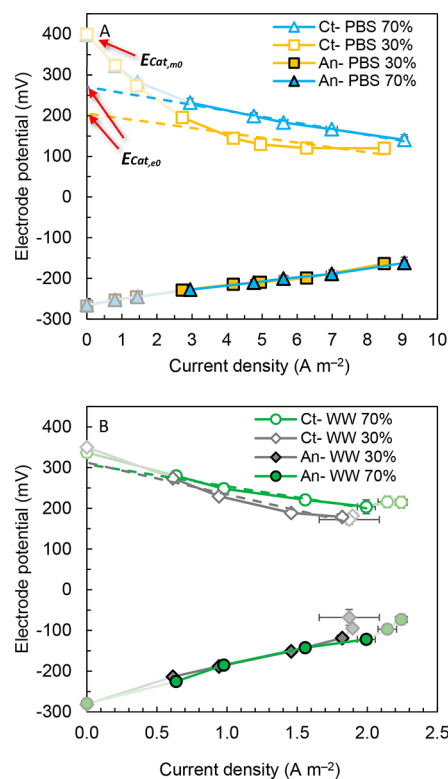 A
Ct- PBS 70%
Ct- PBS 30%
An- PBS 30%
An- PBS 70%
ECat,m0
ECat,e0
Electrode potential (mV)
400
300
200
100
0
-100
-200
-300
0 1 2 3 4 5 6 7 8 9 10
Current density (A m⁻²)
B
Ct- WW 70%
Ct- WW 30%
An- WW 30%
An- WW 70%
Electrode potential (mV)
400
300
200
100
0
-100
-200
-300
0.0 0.5 1.0 1.5 2.0 2.5
Current density (A m⁻²)